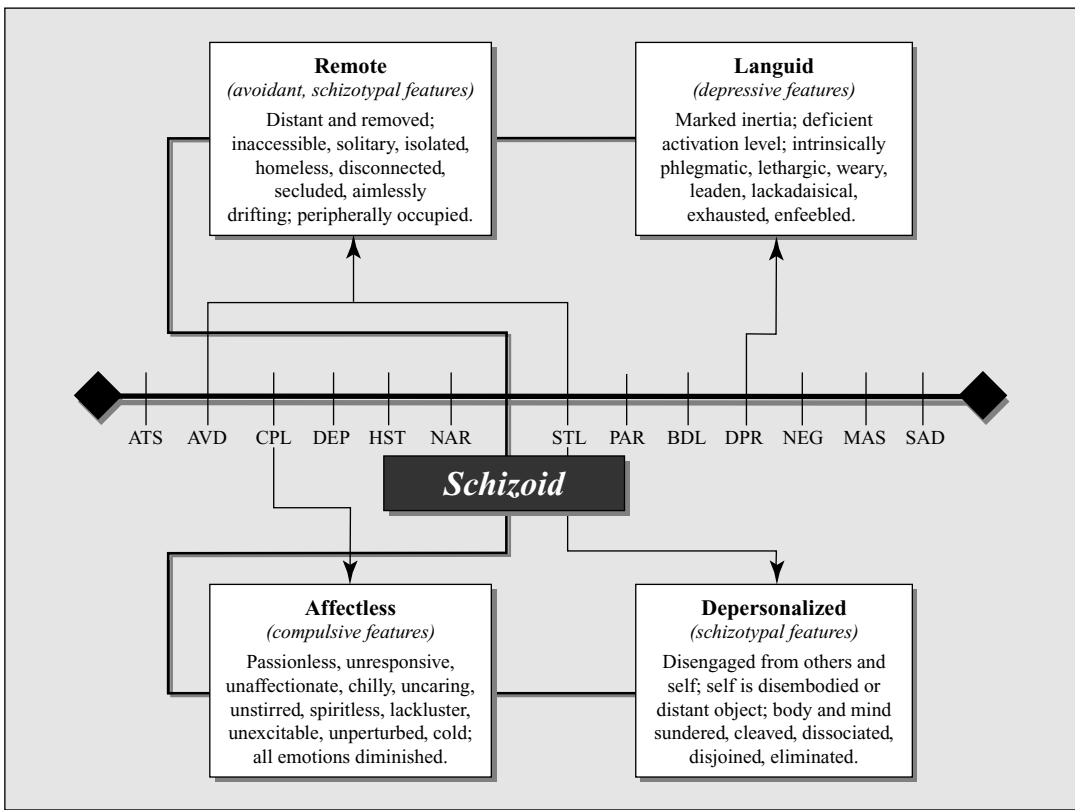 Remote
(avoidant, schizotypal features)
Distant and removed;
inaccessible, solitary, isolated,
homeless, disconnected,
secluded, aimlessly
drifting; peripherally occupied.
Languid
(depressive features)
Marked inertia; deficient
activation level; intrinsically
phlegmatic, lethargic, weary,
leaden, lackadaisical,
exhausted, enfeebled.
ATS AVD CPL DEP HST NAR STL PAR BDL DPR NEG MAS SAD
Schizoid
Affectless
(compulsive features)
Passionless, unresponsive,
unaffectionate, chilly, uncaring,
unstirred, spiritless, lackluster,
unexcitable, unperturbed, cold;
all emotions diminished.
Depersonalized
(schizotypal features)
Disengaged from others and
self; self is disembodied or
distant object; body and mind
sundered, cleaved, dissociated,
disjoined, eliminated.